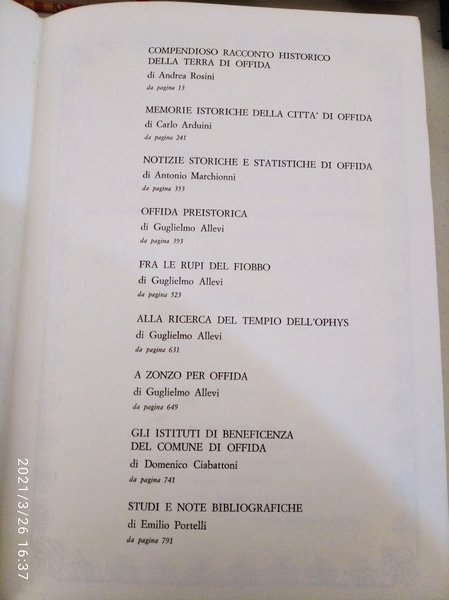 COMPENDIOSO RACCONTO HISTORICO
DELLA TERRA DI OFFIDA
di Andrea Rosini
da pagina 13
MEMORIE ISTORICHE DELLA CITTA' DI OFFIDA
di Carlo Arduini
da pagina 241
NOTIZIE STORICHE E STATISTICHE DI OFFIDA
di Antonio Marchionni
da pagina 353
OFFIDA PREISTORICA
di Guglielmo Allevi
da pagina 393
FRA LE RUPI DEL FIOBBO
di Guglielmo Allevi
da pagina 523
ALLA RICERCA DEL TEMPIO DELL'OPHYS
di Guglielmo Allevi
da pagina 631
A ZONZO PER OFFIDA
di Guglielmo Allevi
da pagina 649
GLI ISTITUTI DI BENEFICENZA
DEL COMUNE DI OFFIDA
di Domenico Ciabattoni
da pagina 741
STUDI E NOTE BIBLIOGRAFICHE
di Emilio Portelli
da pagina 791
2021/3/26 16:37